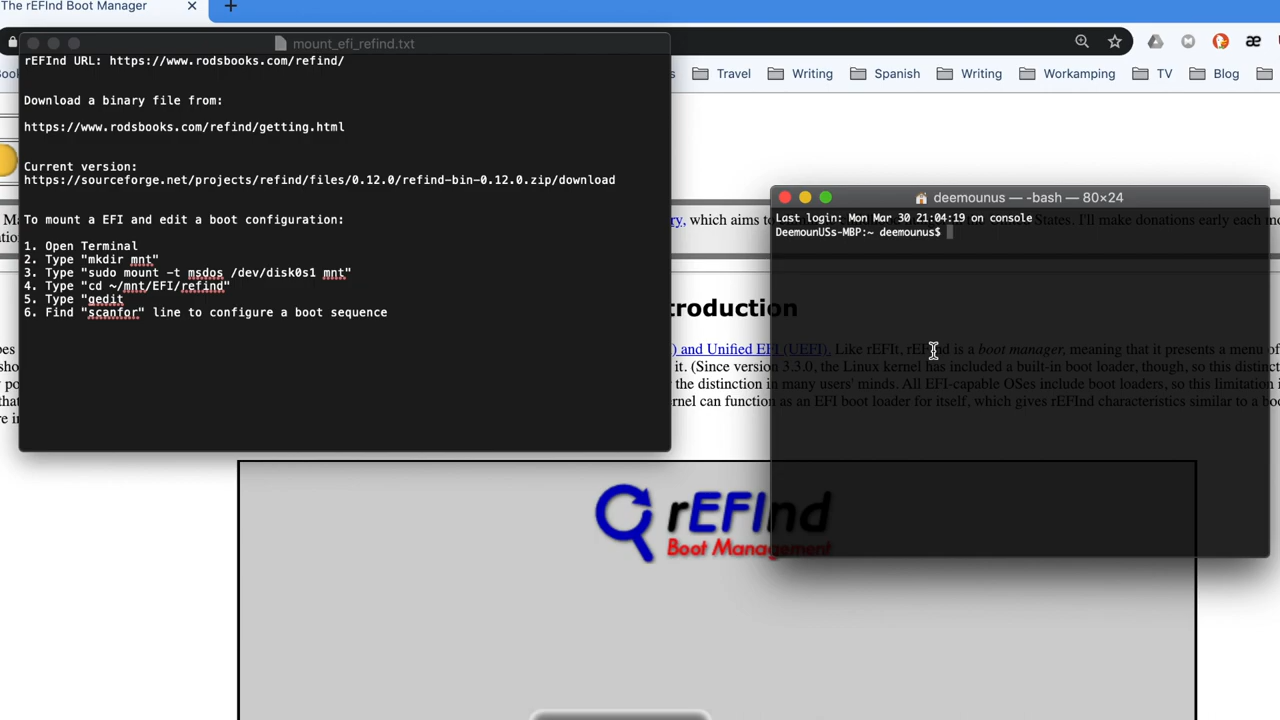 The rEFInd Boot Manager
Travel
Writing
Spanish
Writing
Workamping
TV
Blog
mount_efi_refind.txt
rEFInd URL: https://www.rodsbooks.com/refind/
Download a binary file from:
https://www.rodsbooks.com/refind/getting.html
Current version:
https://sourceforge.net/projects/refind/files/0.12.0/refind-bin-0.12.0.zip/download
To mount a EFI and edit a boot configuration:
1. Open Terminal
2. Type "mkdir mnt"
3. Type "sudo mount -t msdos /dev/disk0s1 mnt"
4. Type "cd ~/mnt/EFI/refind"
5. Type "gedit
6. Find "scanfor" line to configure a boot sequence
deemounus — -bash — 80×24
Last login: Mon Mar 30 21:04:19 on console
DeemounUSs-MBP:~ deemounus$
which aims to
States. I'll make donations early each
troduction
) and Unified EFI (UEFI). Like rEFIt, rEFInd is a boot manager, meaning that it presents a menu of
it. (Since version 3.3.0, the Linux kernel has included a built-in boot loader, though, so this
the distinction in many users' minds. All EFI-capable OSes include boot loaders, so this limitation
can function as an EFI boot loader for itself, which gives rEFInd characteristics similar to a
rEFInd
Boot Management